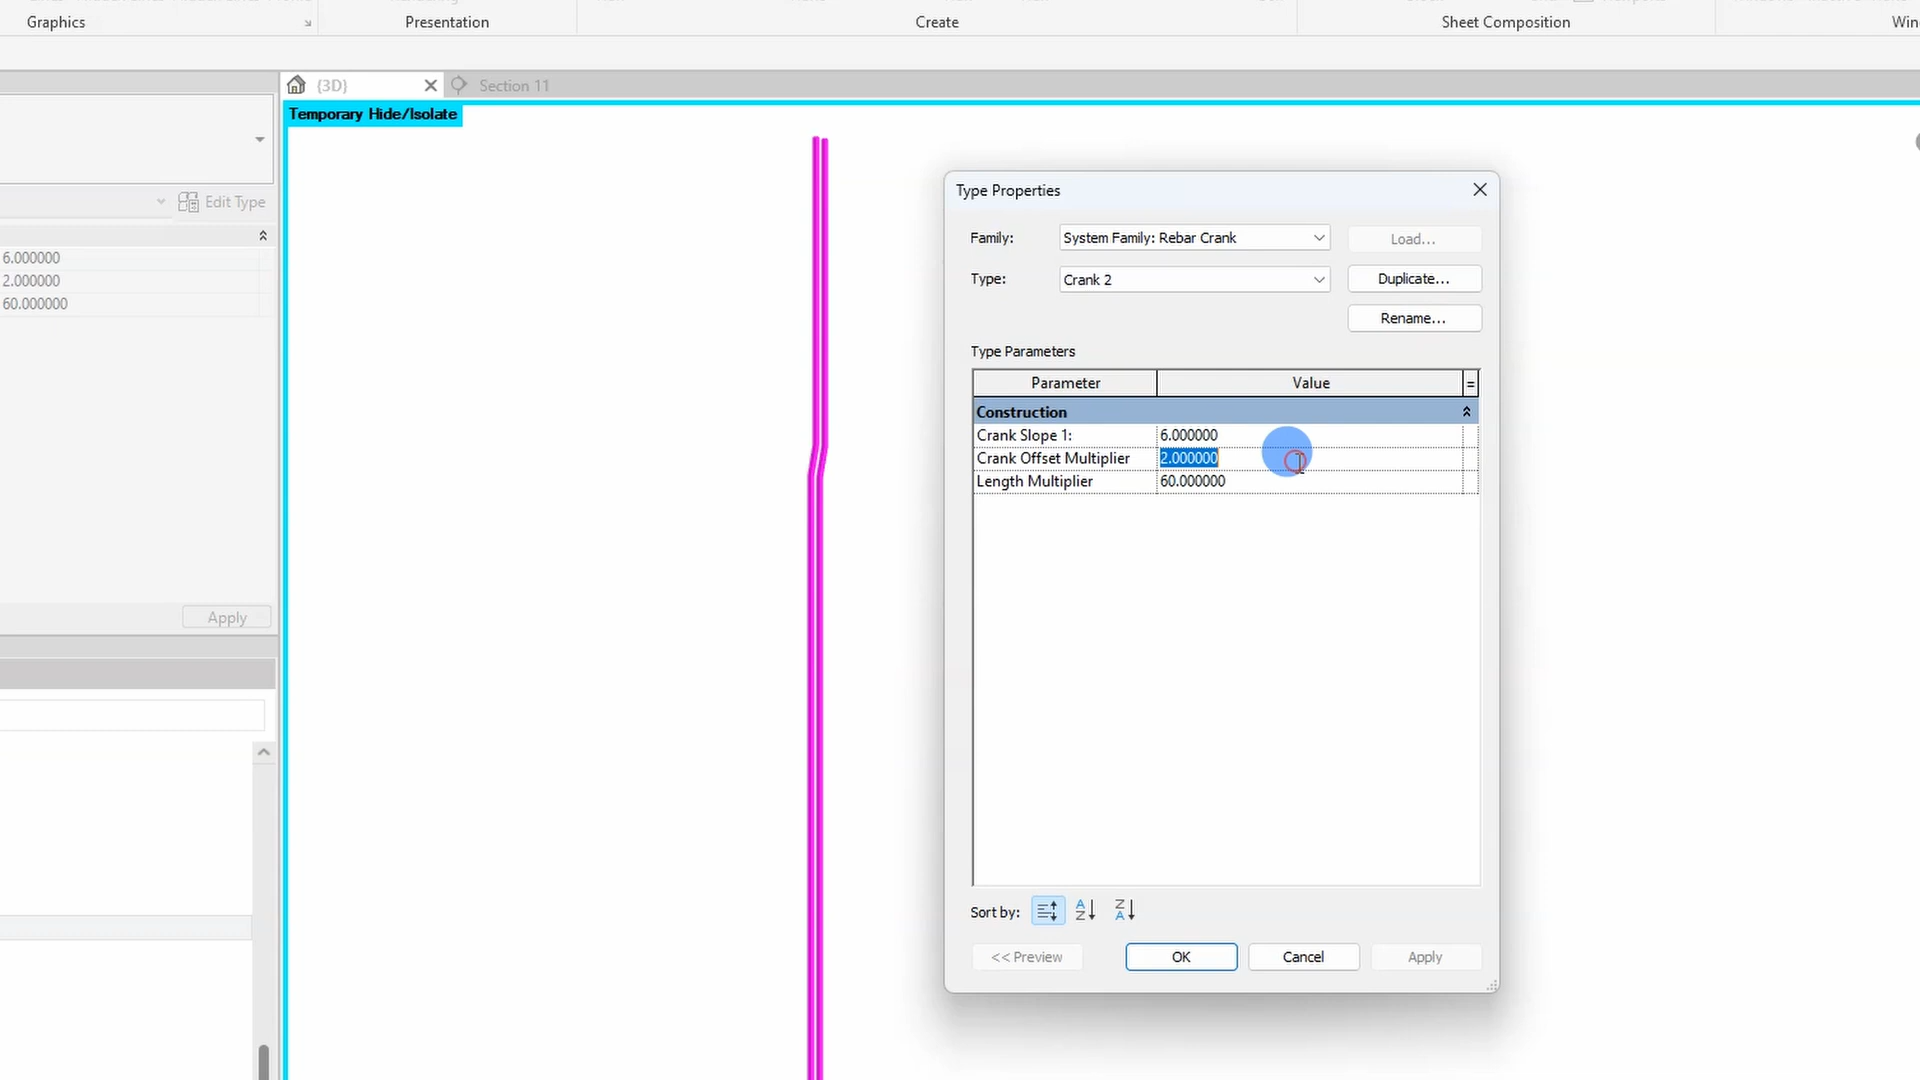 Graphics
Presentation
Create
Sheet Composition
{3D}
Section 11
Temporary Hide/Isolate
Edit Type
6.000000
2.000000
60.000000
Apply
Type Properties
Family:
System Family: Rebar Crank
Load...
Type:
Crank 2
Duplicate...
Rename...
Type Parameters
Parameter
Value
=
Construction
Crank Slope 1:
6.000000
Crank Offset Multiplier
2.000000
Length Multiplier
60.000000
Sort by:
<< Preview
OK
Cancel
Apply